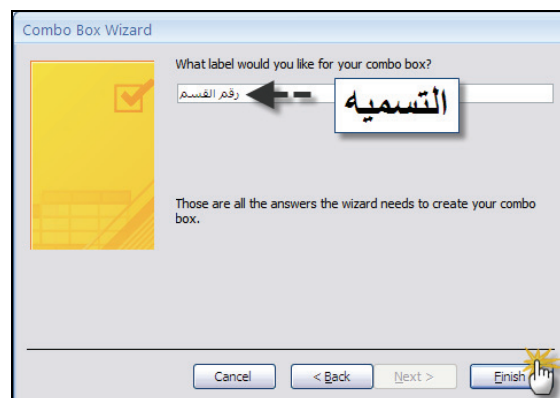 Combo Box Wizard
What label would you like for your combo box?
رقم القسم
التسميه
Those are all the answers the wizard needs to create your combo
box.
Cancel
< Back
Next >
Finish